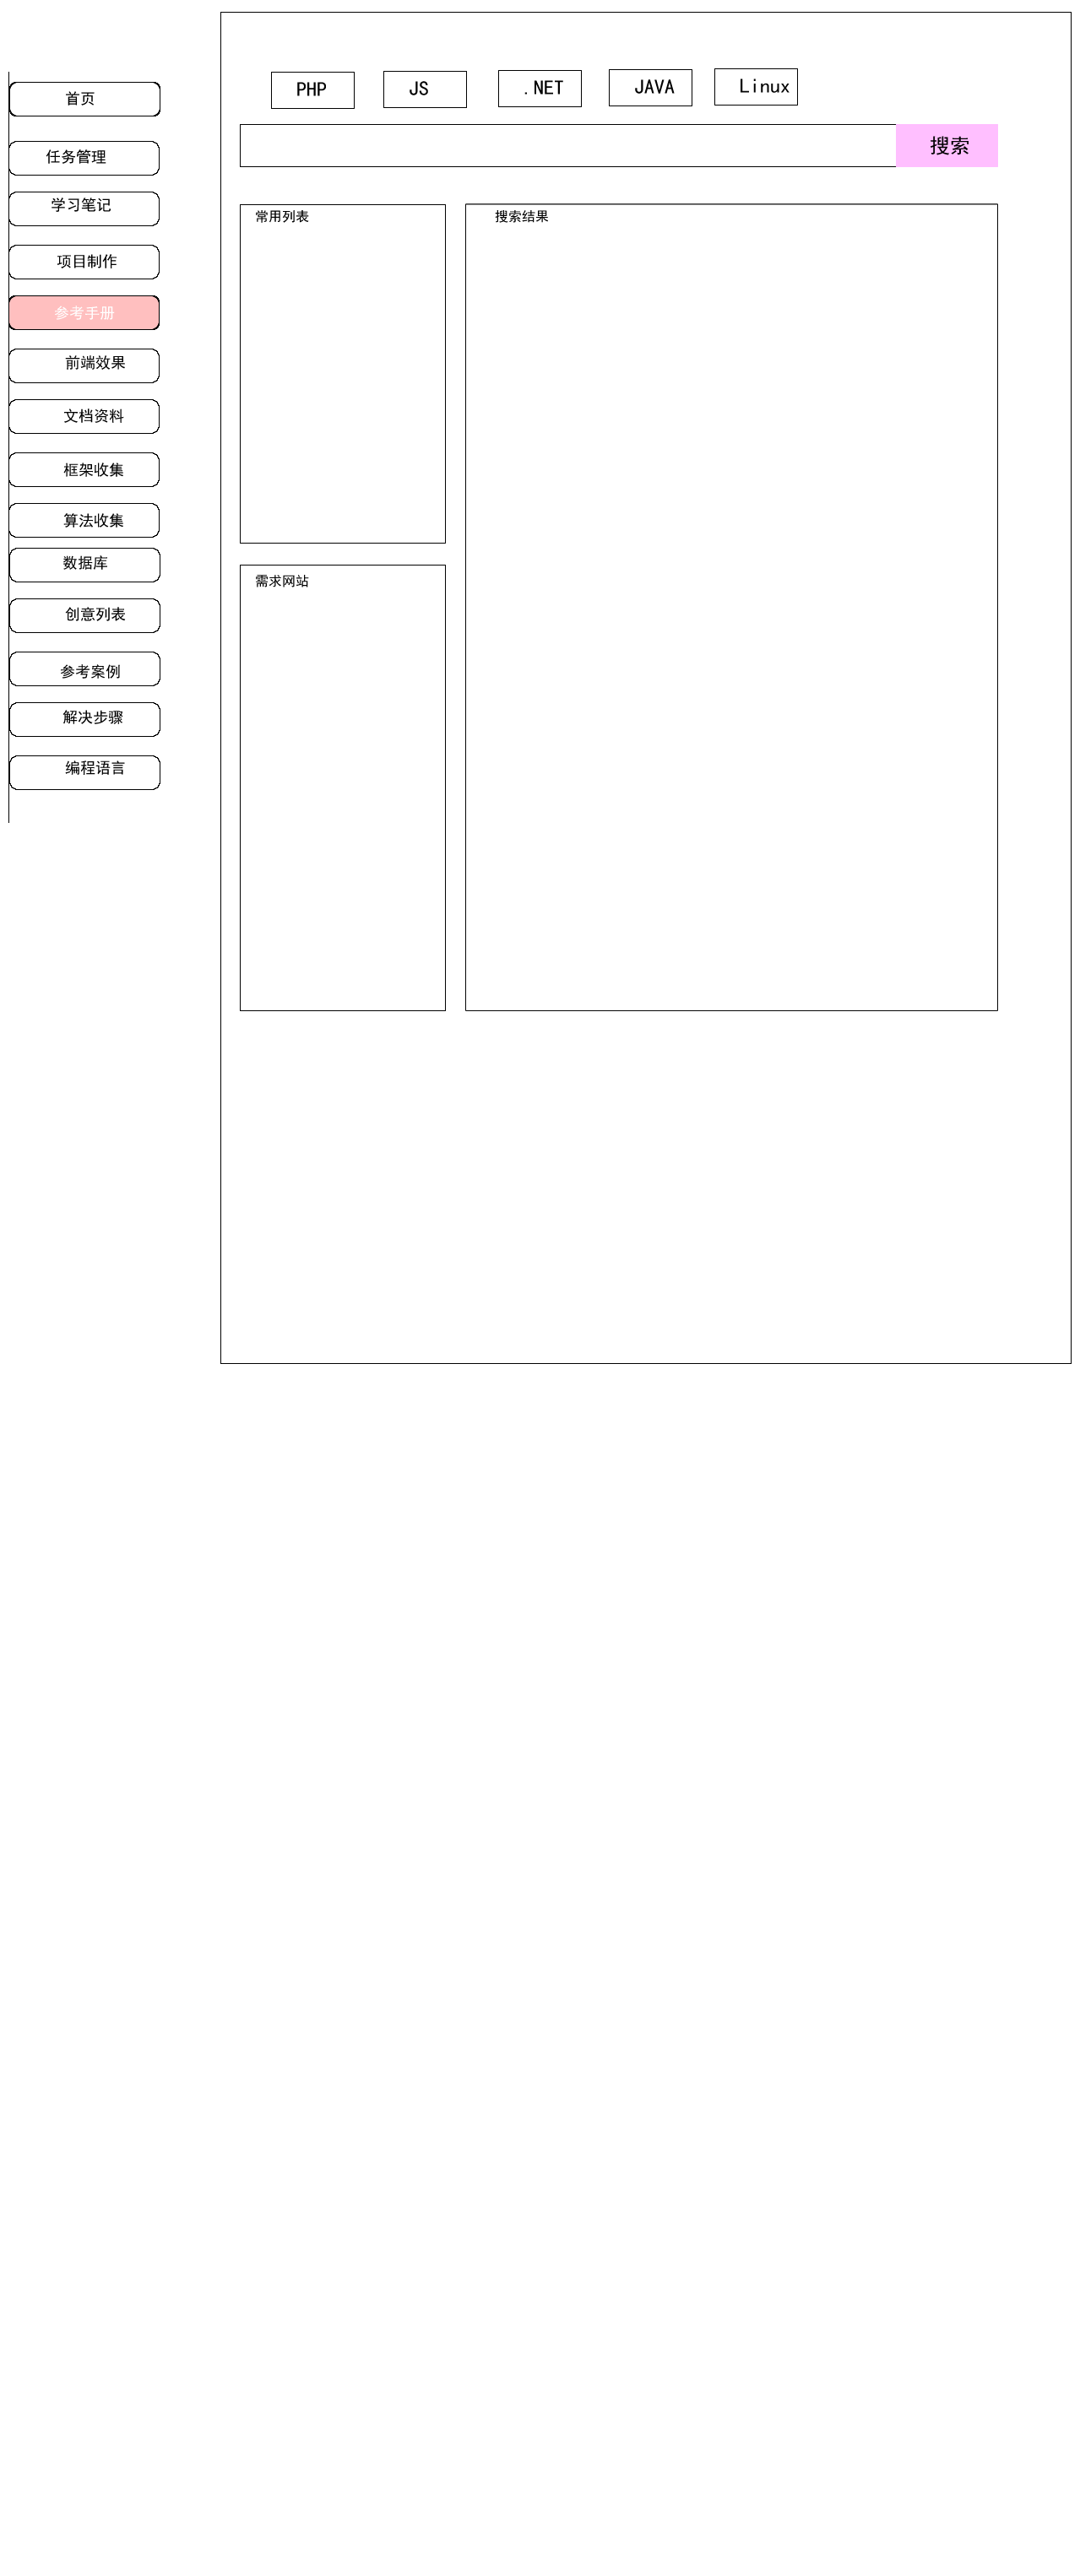 首页
任务管理
学习笔记
项目制作
参考手册
前端效果
文档资料
框架收集
算法收集
数据库
创意列表
参考案例
解决步骤
编程语言
PHP
JS
.NET
JAVA
Linux
搜索
常用列表
搜索结果
需求网站